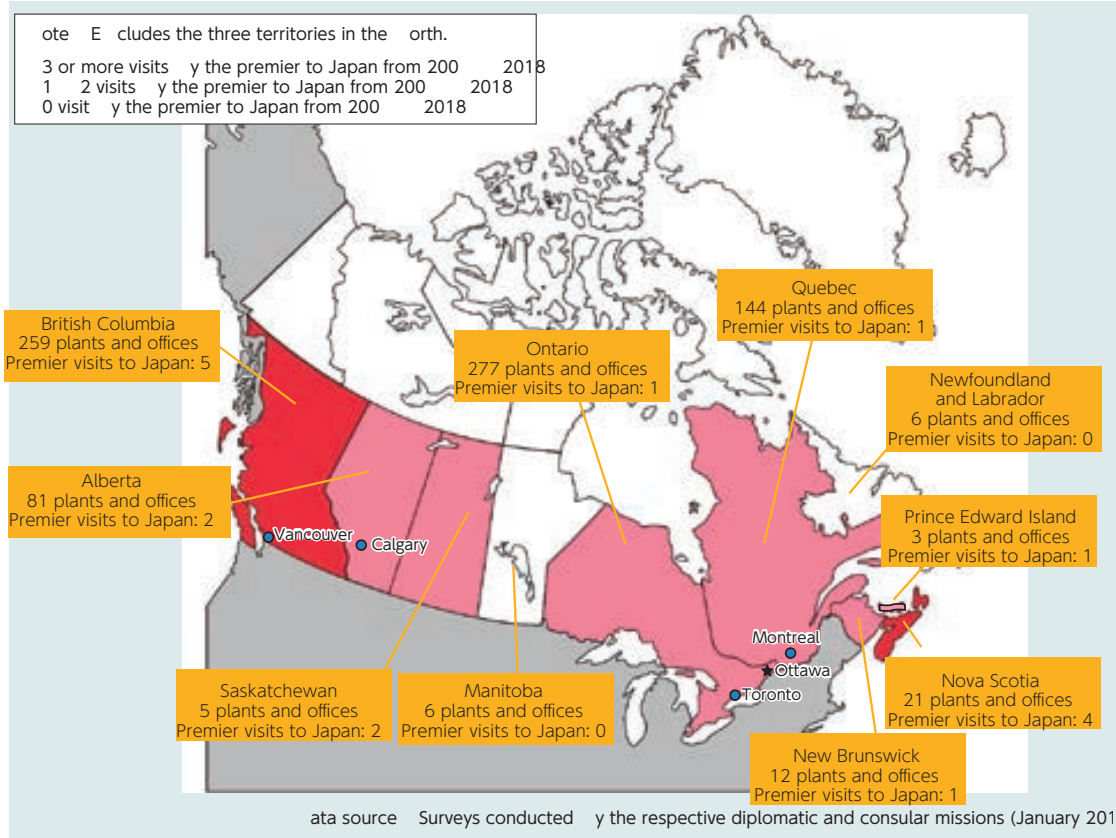 ote E cludes the three territories in the orth.
3 or more visits y the premier to Japan from 200 2018
1 2 visits y the premier to Japan from 200 2018
0 visit y the premier to Japan from 200 2018
Quebec
144 plants and offices
Premier visits to Japan: 1
British Columbia
259 plants and offices
Premier visits to Japan: 5
Ontario
277 plants and offices
Premier visits to Japan: 1
Newfoundland
and Labrador
6 plants and offices
Premier visits to Japan: 0
Alberta
81 plants and offices
Premier visits to Japan: 2
Prince Edward Island
3 plants and offices
Premier visits to Japan: 1
Vancouver
Calgary
Montreal
Ottawa
Toronto
Saskatchewan
5 plants and offices
Premier visits to Japan: 2
Manitoba
6 plants and offices
Premier visits to Japan: 0
Nova Scotia
21 plants and offices
Premier visits to Japan: 4
New Brunswick
12 plants and offices
Premier visits to Japan: 1
ata source Surveys conducted y the respective diplomatic and consular missions (January 201